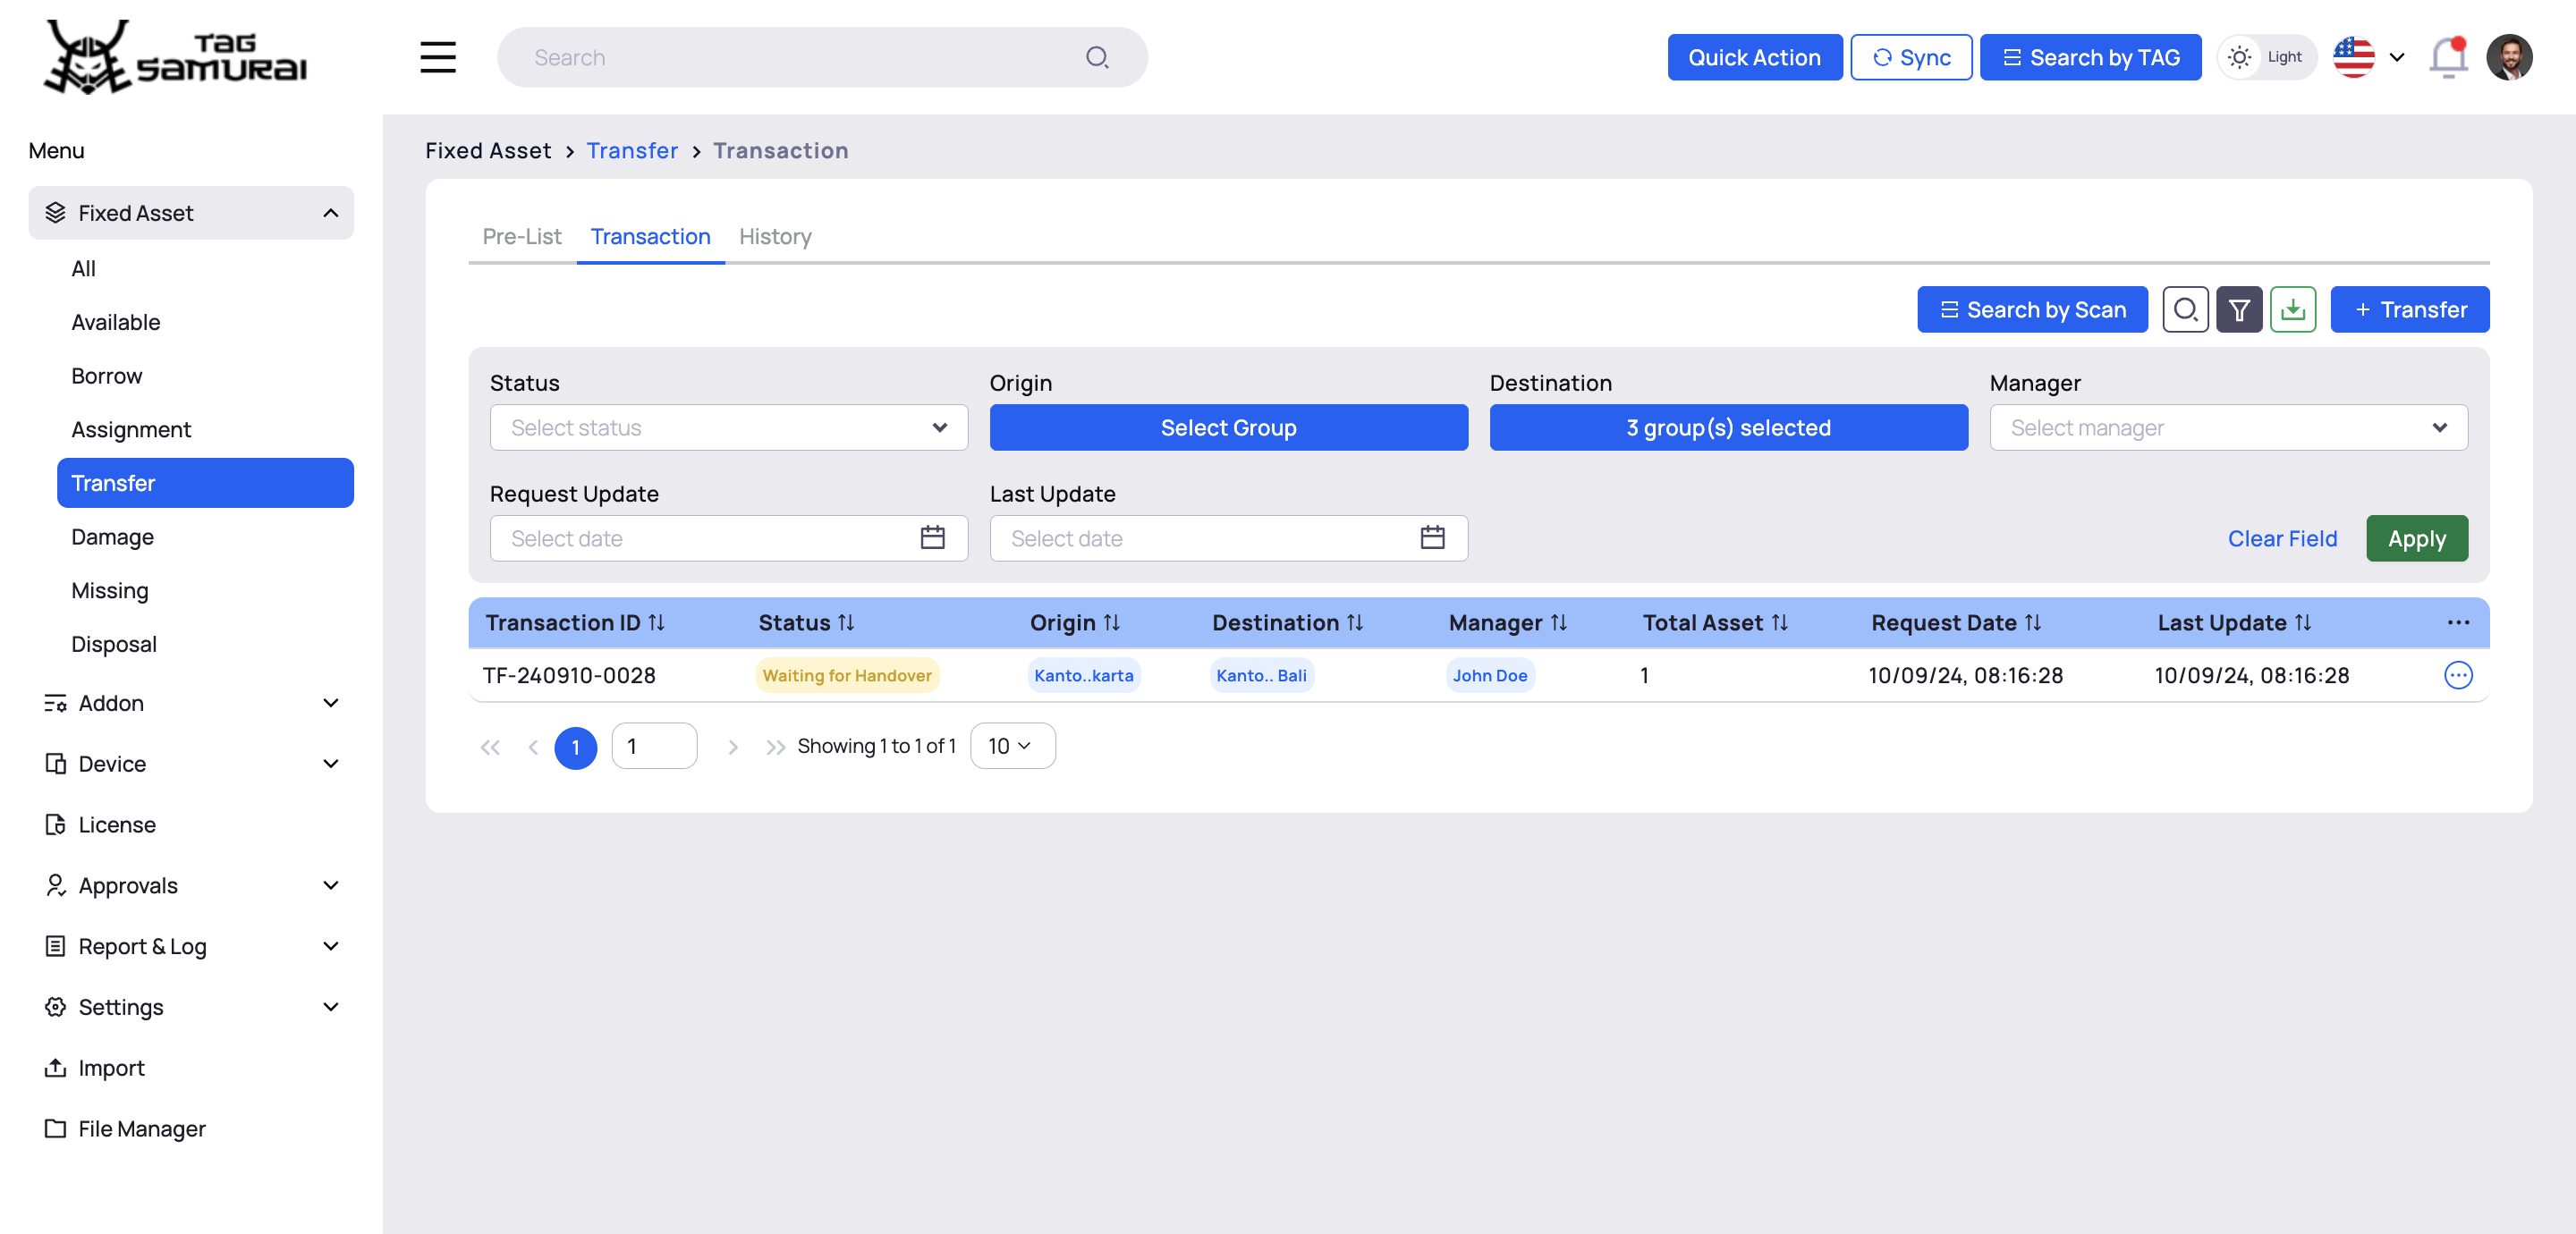 TAG SAMURAI
Search
Quick Action
Sync
Search by TAG
Light
Menu
Fixed Asset
All
Available
Borrow
Assignment
Transfer
Damage
Missing
Disposal
Addon
Device
License
Approvals
Report & Log
Settings
Import
File Manager
Fixed Asset > Transfer > Transaction
Pre-List Transaction History
Search by Scan + Transfer
Status Origin Destination Manager
Select status Select Group 3 group(s) selected Select manager
Request Update Last Update
Select date Select date Clear Field Apply
Transaction ID Status Origin Destination Manager Total Asset Request Date Last Update ...
TF-240910-0028 Waiting for Handover Kanto..karta Kanto.. Bali John Doe 1 10/09/24, 08:16:28 10/09/24, 08:16:28
1 1 Showing 1 to 1 of 1 10